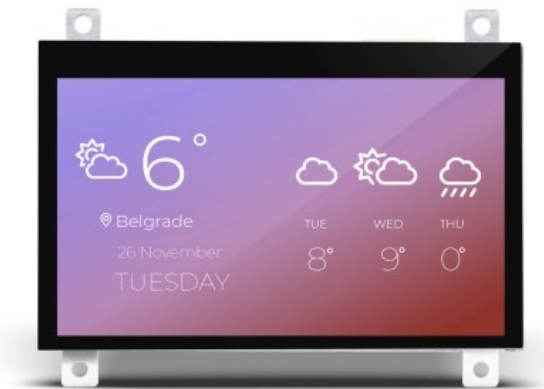 6°
Belgrade
26 November
TUESDAY
TUE WED THU
8° 9° 0°